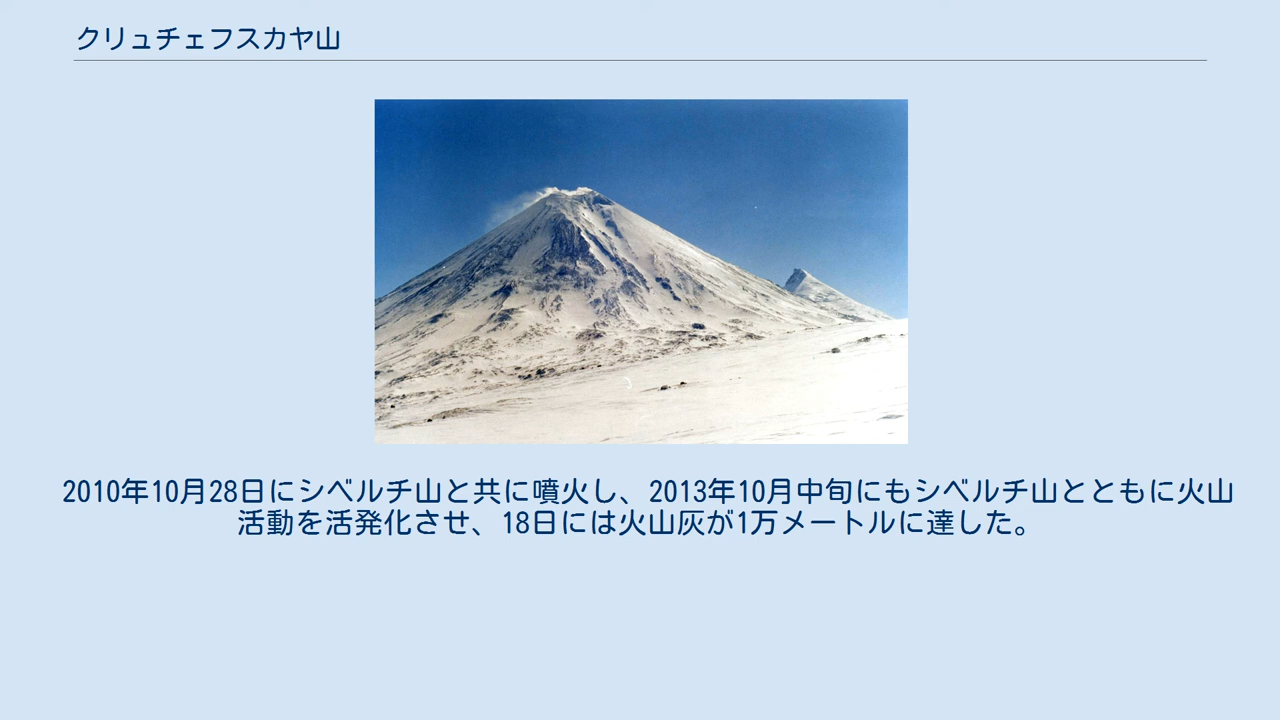 クリュチェフスカヤ山
2010年10月28日にシベルチ山と共に噴火し、2013年10月中旬にもシベルチ山とともに火山
活動を活発化させ、18日には火山灰が1万メートルに達した。